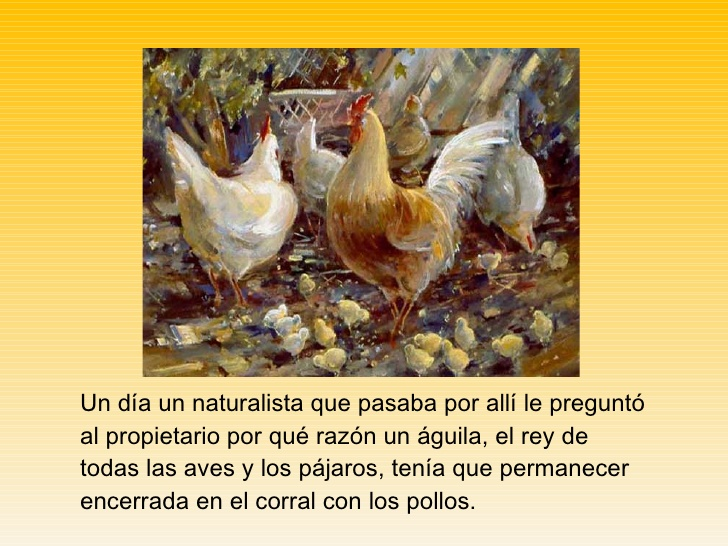 Un día un naturalista que pasaba por allí le preguntó
al propietario por qué razón un águila, el rey de
todas las aves y los pájaros, tenía que permanecer
encerrada en el corral con los pollos.